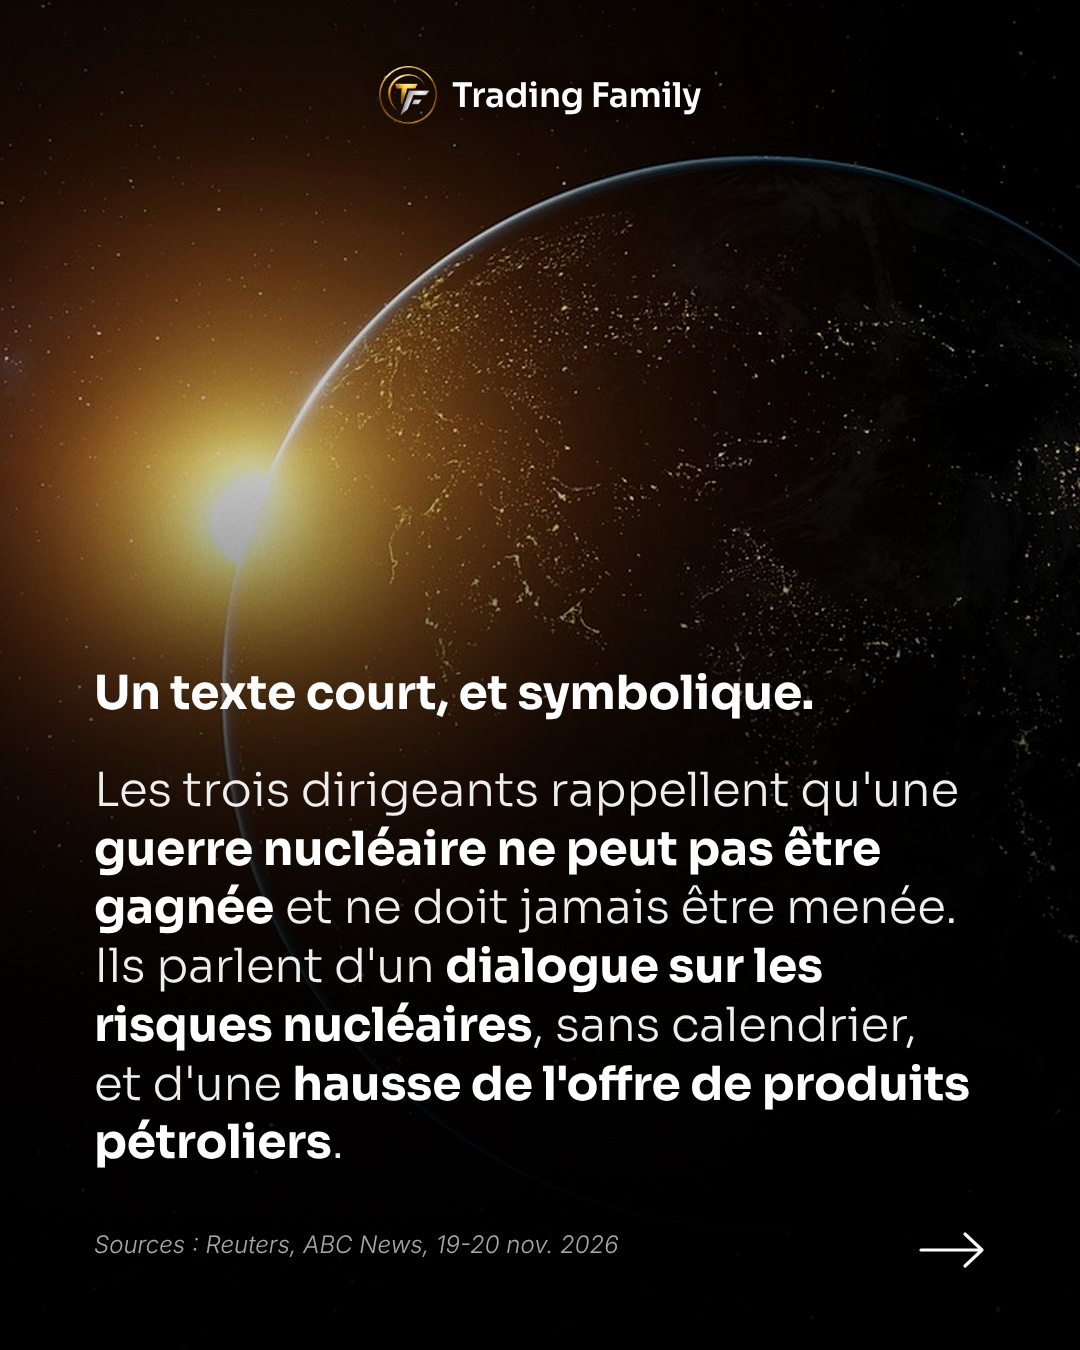 Trading Family
Un texte court, et symbolique.
Les trois dirigeants rappellent qu'une
guerre nucléaire ne peut pas être
gagnée et ne doit jamais être menée.
Ils parlent d'un dialogue sur les
risques nucléaires, sans calendrier,
et d'une hausse de l'offre de produits
pétroliers.
Sources : Reuters, ABC News, 19-20 nov. 2026